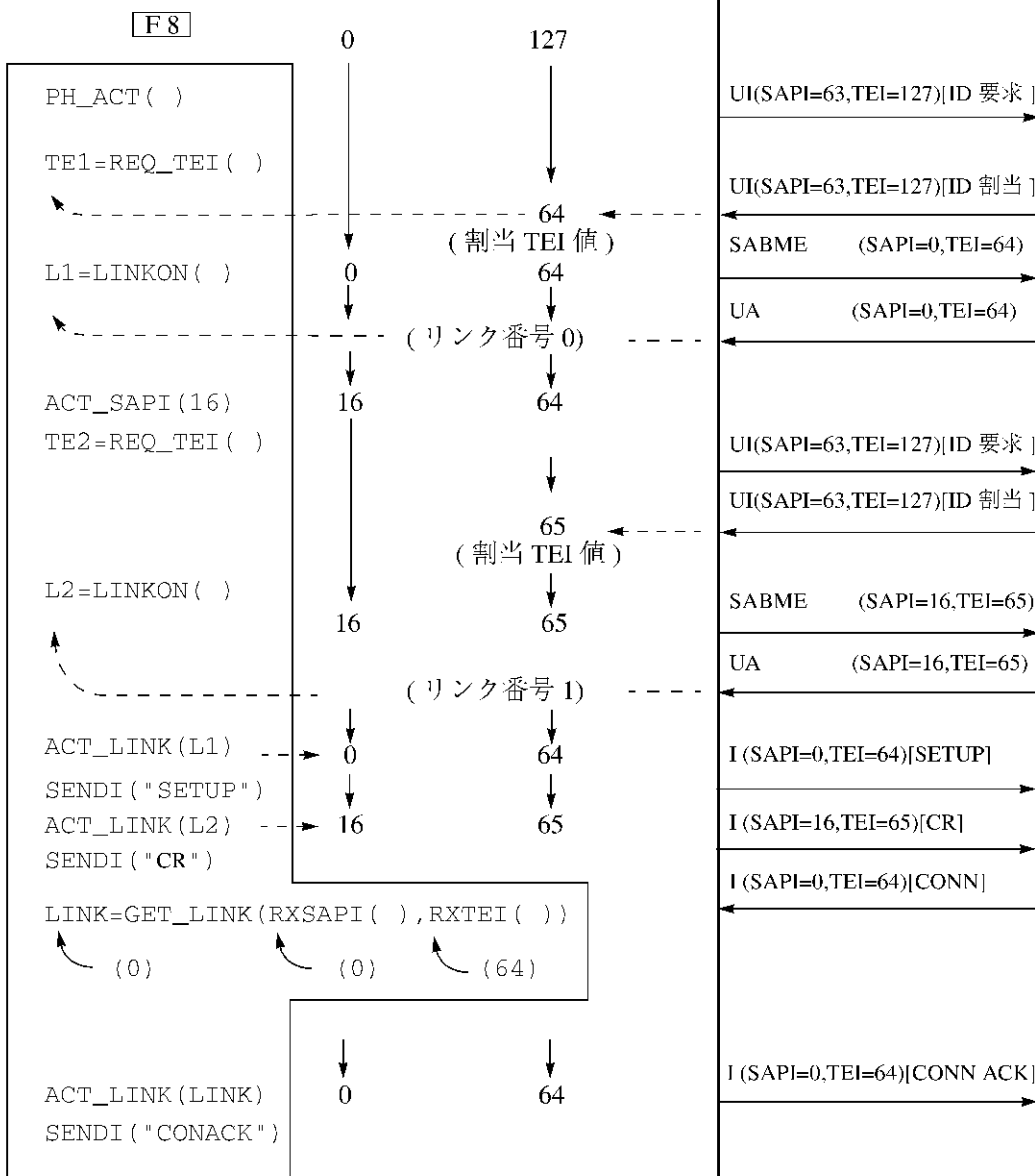 F 8
0 127
PH_ACT( )
UI(SAPI=63,TEI=127)[ID 要求]
TE1=REQ_TEI( )
UI(SAPI=63,TEI=127)[ID 割当]
64
(割当 TEI 値)
SABME (SAPI=0,TEI=64)
L1=LINKON( ) 0 64
UA (SAPI=0,TEI=64)
(リンク番号 0)
ACT_SAPI(16) 16 64
TE2=REQ_TEI( )
UI(SAPI=63,TEI=127)[ID 要求]
UI(SAPI=63,TEI=127)[ID 割当]
65
(割当 TEI 値)
L2=LINKON( )
SABME (SAPI=16,TEI=65)
16 65
UA (SAPI=16,TEI=65)
(リンク番号 1)
ACT_LINK(L1) 0 64
I (SAPI=0,TEI=64)[SETUP]
SENDI("SETUP")
ACT_LINK(L2) 16 65
I (SAPI=16,TEI=65)[CR]
SENDI("CR")
I (SAPI=0,TEI=64)[CONN]
LINK=GET_LINK(RXSAPI( ),RXTEI( ))
(0) (0) (64)
I (SAPI=0,TEI=64)[CONN ACK]
ACT_LINK(LINK) 0 64
SENDI("CONACK")